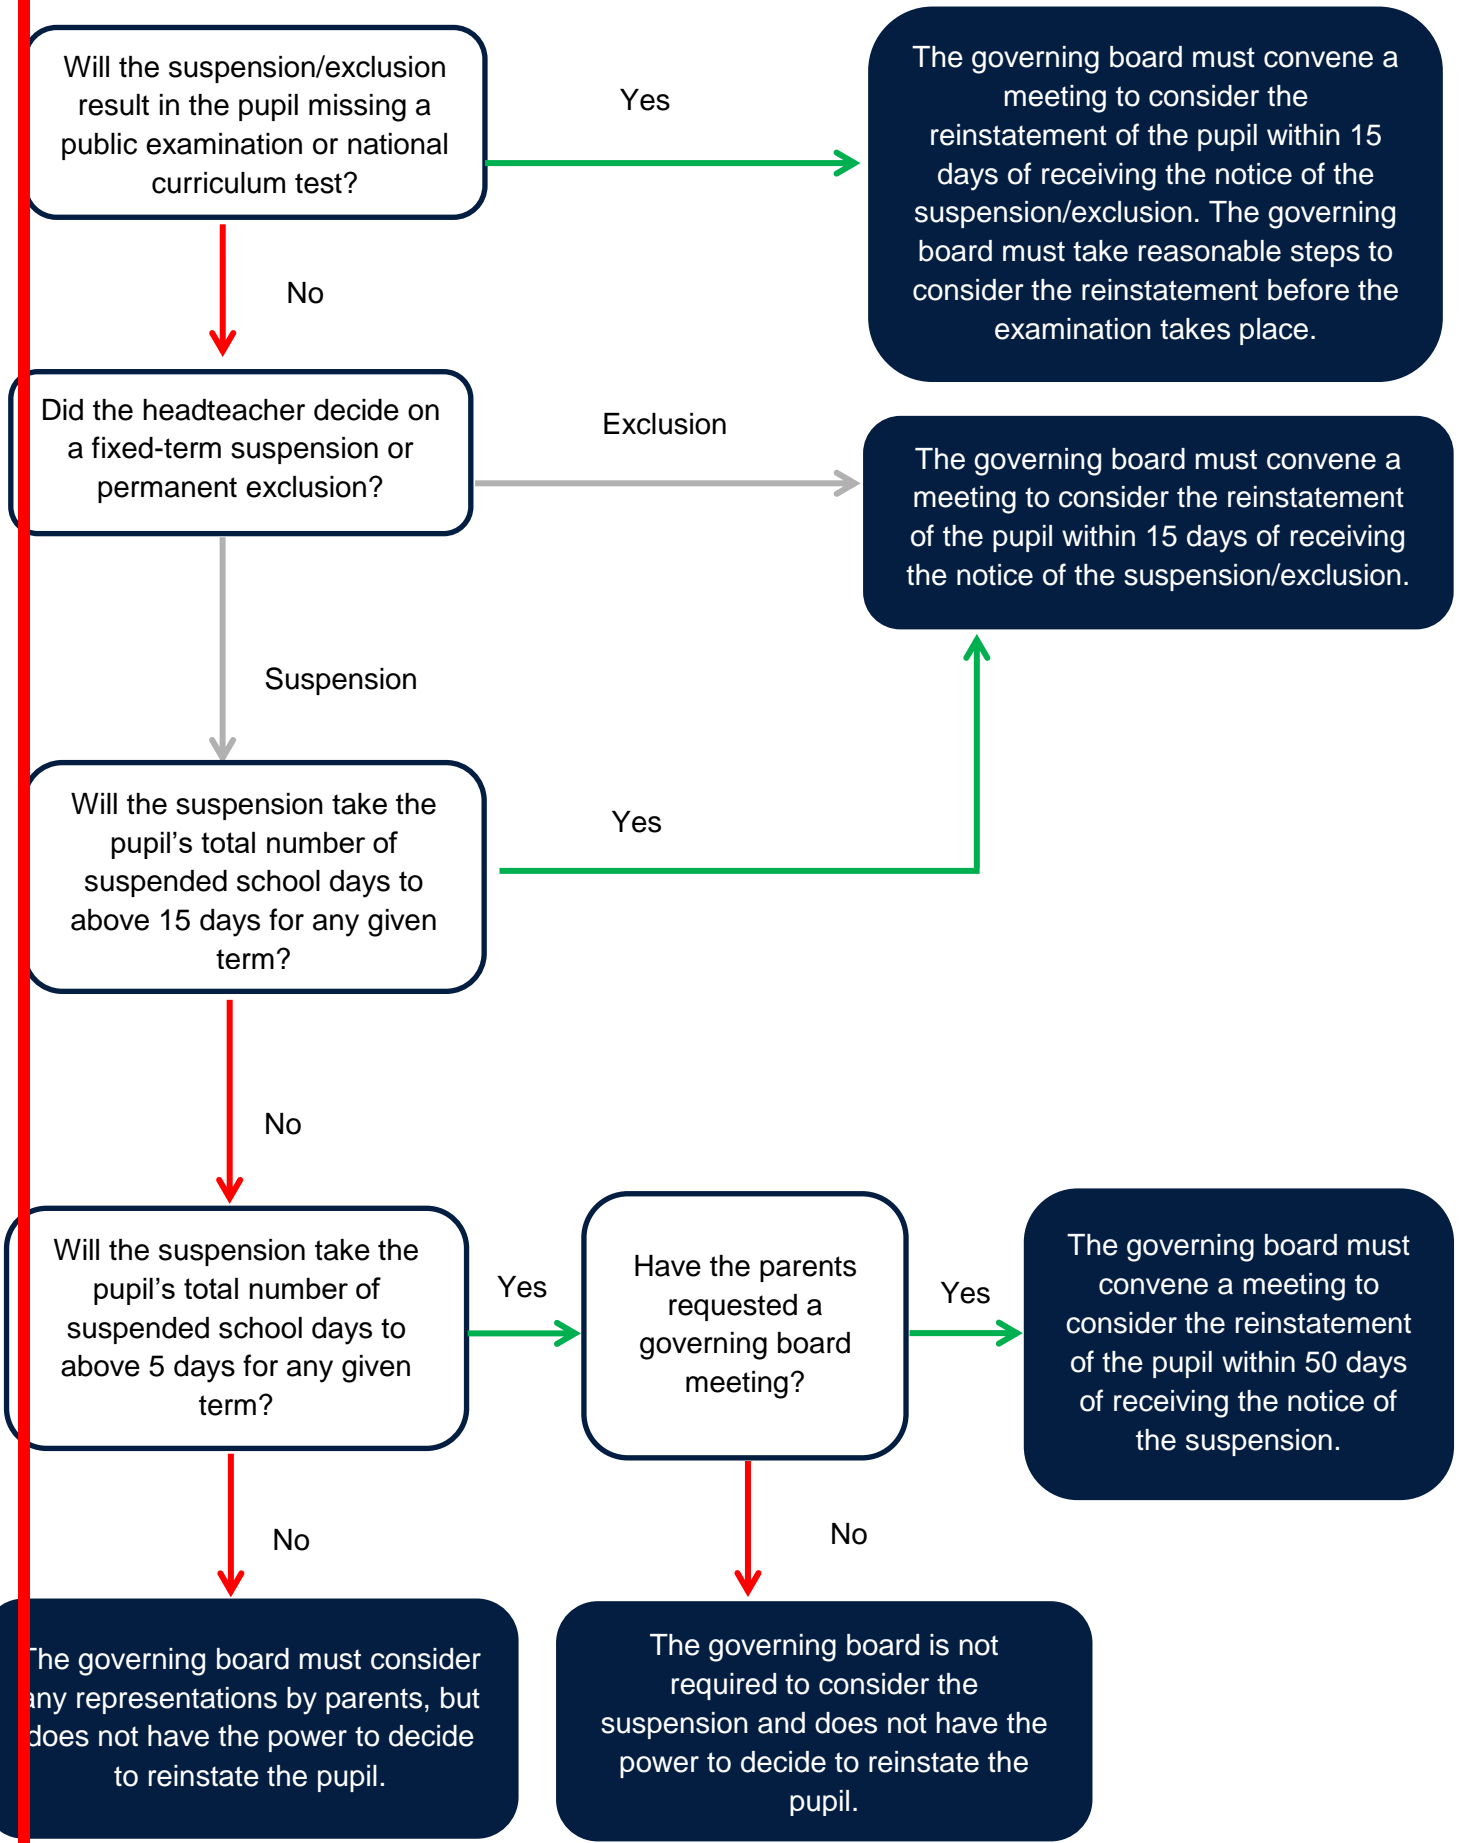 Will the suspension/exclusion
result in the pupil missing a
public examination or national
curriculum test?
Yes
The governing board must convene a
meeting to consider the
reinstatement of the pupil within 15
days of receiving the notice of the
suspension/exclusion. The governing
board must take reasonable steps to
consider the reinstatement before the
examination takes place.
No
Did the headteacher decide on
a fixed-term suspension or
permanent exclusion?
Exclusion
The governing board must convene a
meeting to consider the reinstatement
of the pupil within 15 days of receiving
the notice of the suspension/exclusion.
Suspension
Will the suspension take the
pupil’s total number of
suspended school days to
above 15 days for any given
term?
Yes
No
Will the suspension take the
pupil’s total number of
suspended school days to
above 5 days for any given
term?
Yes
Have the parents
requested a
governing board
meeting?
Yes
The governing board must
convene a meeting to
consider the reinstatement
of the pupil within 50 days
of receiving the notice of
the suspension.
No
No
The governing board must consider
any representations by parents, but
does not have the power to decide
to reinstate the pupil.
The governing board is not
required to consider the
suspension and does not have the
power to decide to reinstate the
pupil.